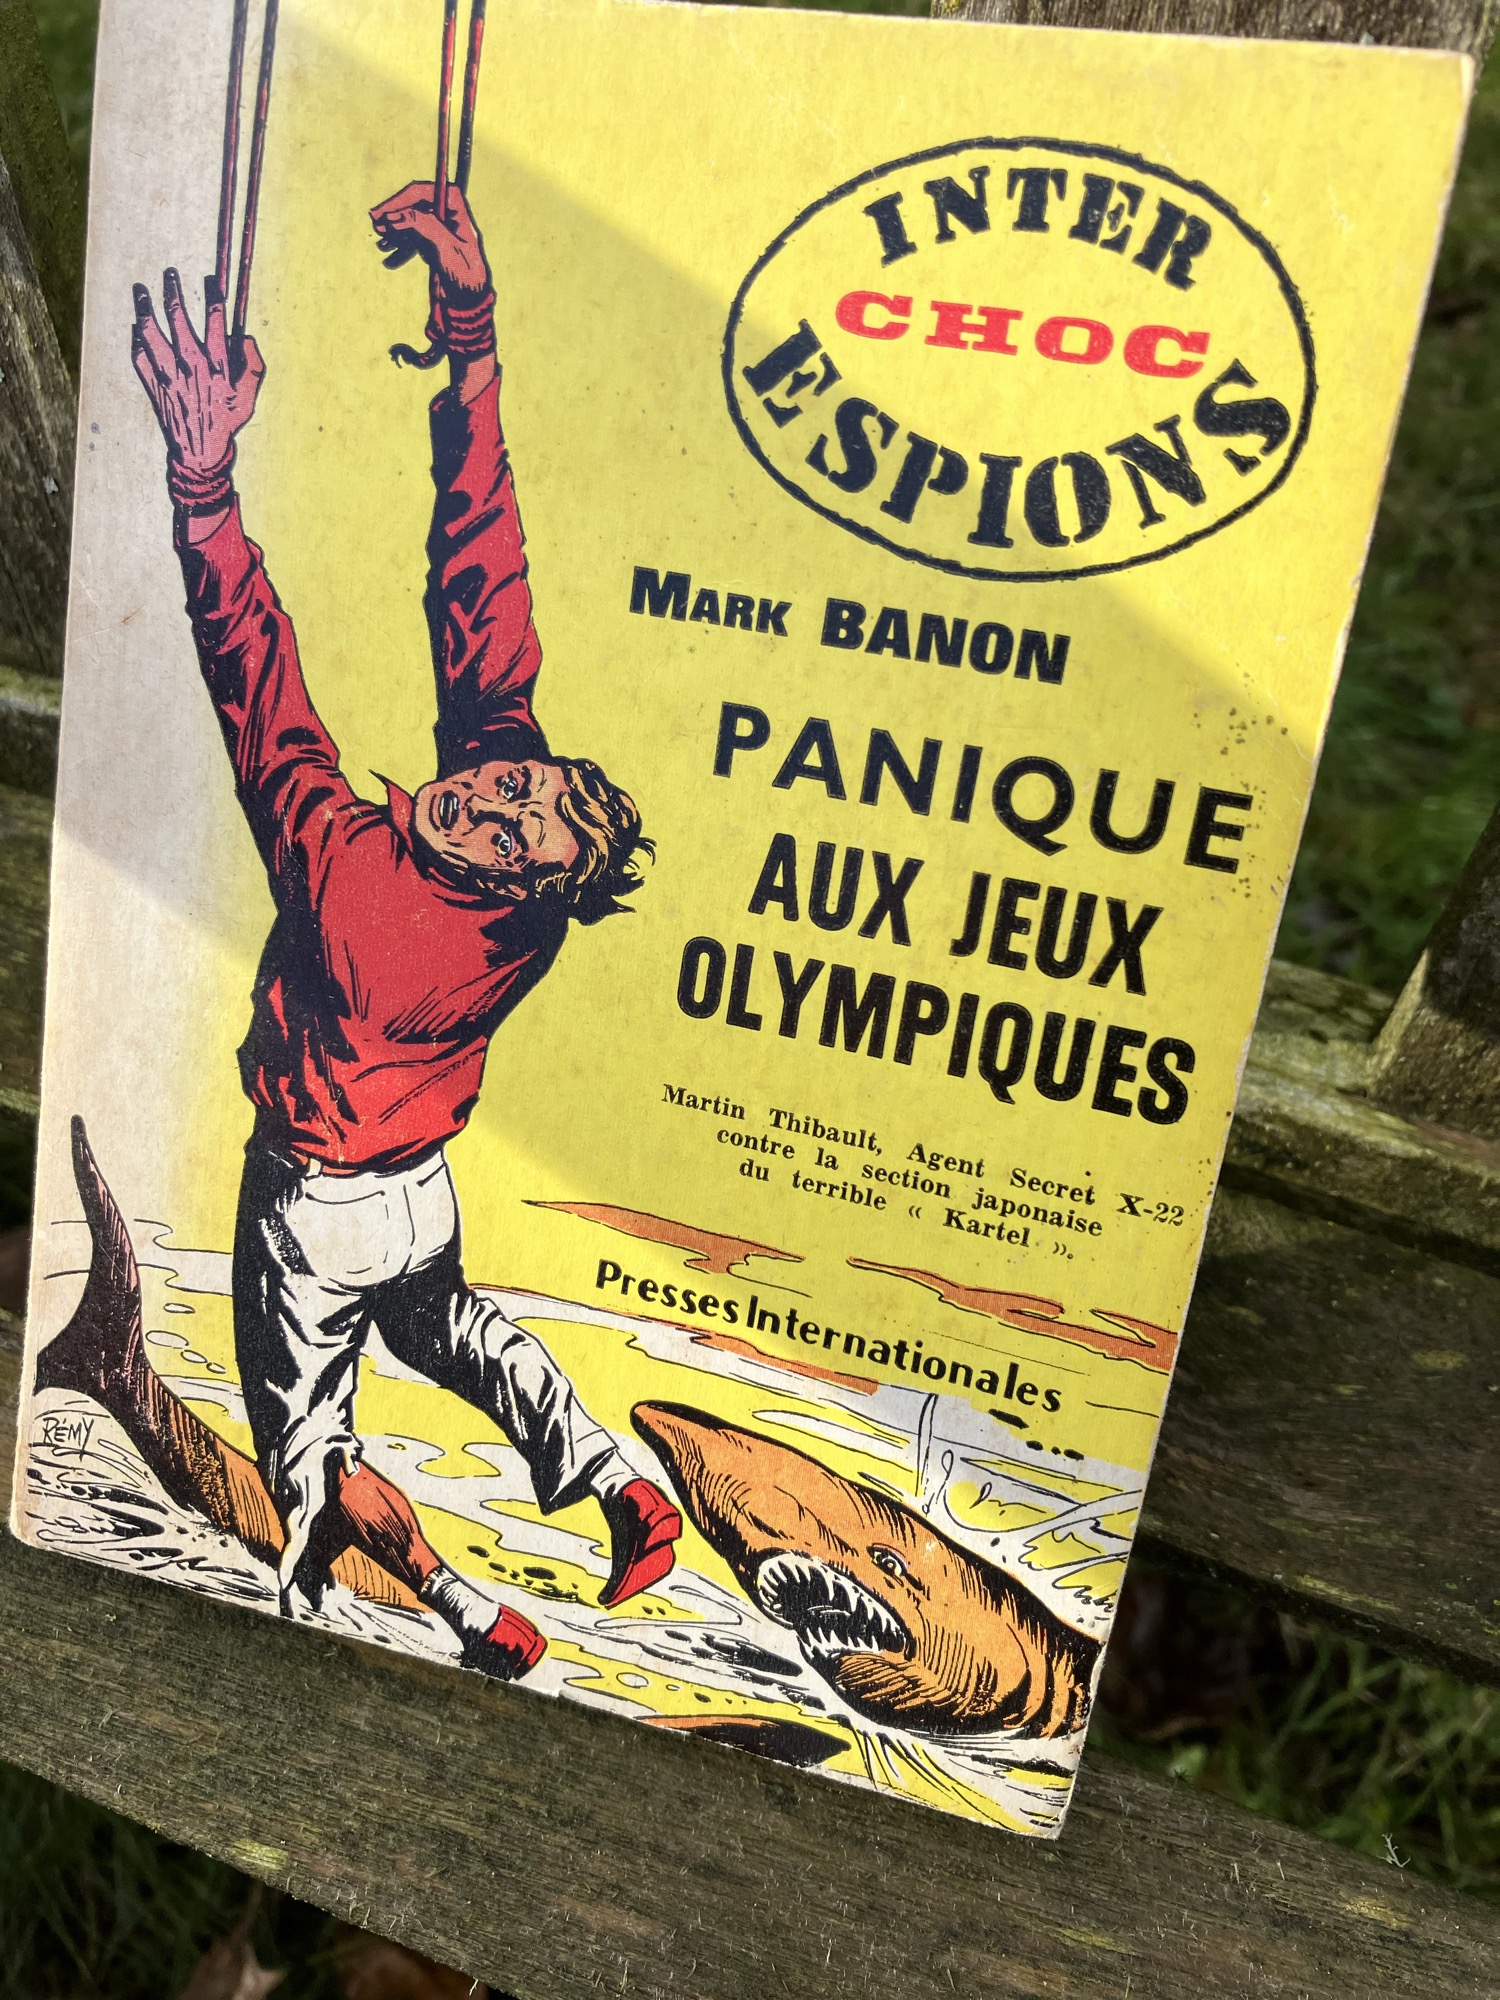 INTER
CHOC
ESPIONS
MARK BANON
PANIQUE
AUX JEUX
OLYMPIQUES
Martin Thibault, Agent Secret X-22
contre la section japonaise
du terrible « Kartel ».
Presses Internationales
RÉMY